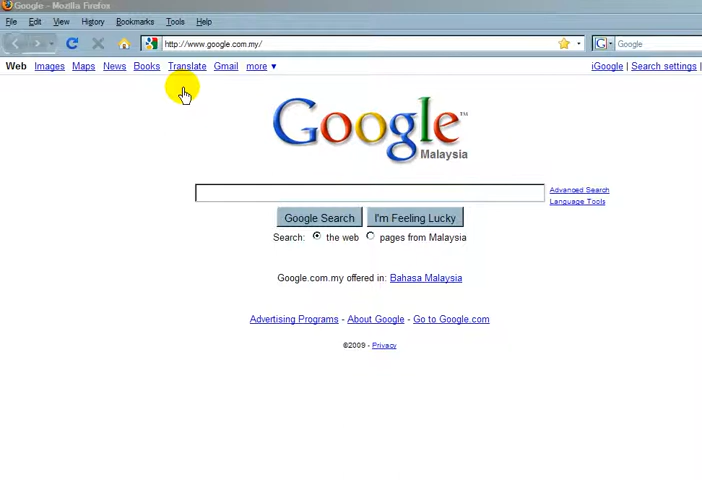 Google - Mozilla Firefox
File Edit View History Bookmarks Tools Help
http://www.google.com.my/ G Google
Web Images Maps News Books Translate Gmail more ▼ iGoogle | Search settings |
Google™
Malaysia
Advanced Search
Language Tools
Google Search I'm Feeling Lucky
Search: the web pages from Malaysia
Google.com.my offered in: Bahasa Malaysia
Advertising Programs - About Google - Go to Google.com
©2009 - Privacy